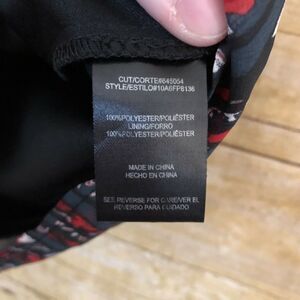 CUT/CORTE#645054
STYLE/ESTILO#10A6FP8136
100%POLYESTER/POLIÉSTER
LINING/FORRO
100%POLYESTER/POLIÉSTER
MADE IN CHINA
HECHO EN CHINA
SEE REVERSE FOR CARE/VER EL
REVERSO PARA CUIDADO